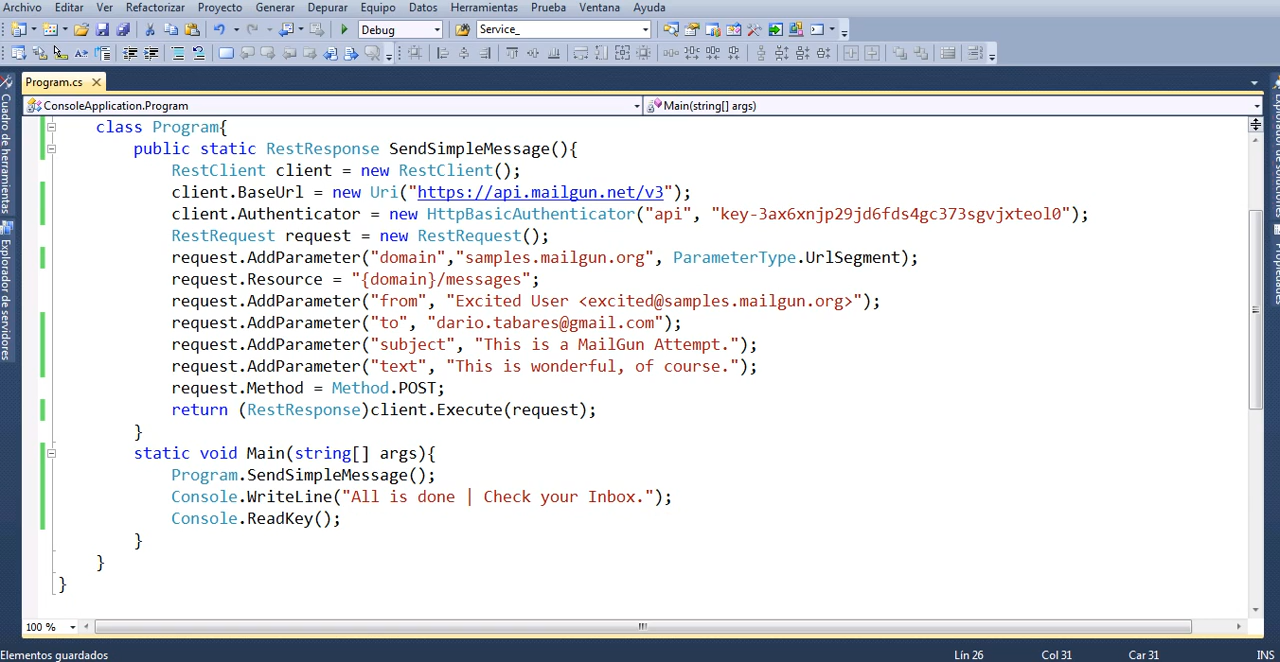 Archivo Editar Ver Refactorizar Proyecto Generar Depurar Equipo Datos Herramientas Prueba Ventana Ayuda
Debug Service_
Program.cs
ConsoleApplication.Program Main(string[] args)
Cuadro de herramientas
Explorador de servidores
class Program{
public static RestResponse SendSimpleMessage(){
RestClient client = new RestClient();
client.BaseUrl = new Uri("https://api.mailgun.net/v3");
client.Authenticator = new HttpBasicAuthenticator("api", "key-3ax6xnjp29jd6fds4gc373sgvjxteol0");
RestRequest request = new RestRequest();
request.AddParameter("domain","samples.mailgun.org", ParameterType.UrlSegment);
request.Resource = "{domain}/messages";
request.AddParameter("from", "Excited User <excited@samples.mailgun.org>");
request.AddParameter("to", "dario.tabares@gmail.com");
request.AddParameter("subject", "This is a MailGun Attempt.");
request.AddParameter("text", "This is wonderful, of course.");
request.Method = Method.POST;
return (RestResponse)client.Execute(request);
}
static void Main(string[] args){
Program.SendSimpleMessage();
Console.WriteLine("All is done | Check your Inbox.");
Console.ReadKey();
}
}
}
100 %
Elementos guardados Lín 26 Col 31 Car 31 INS